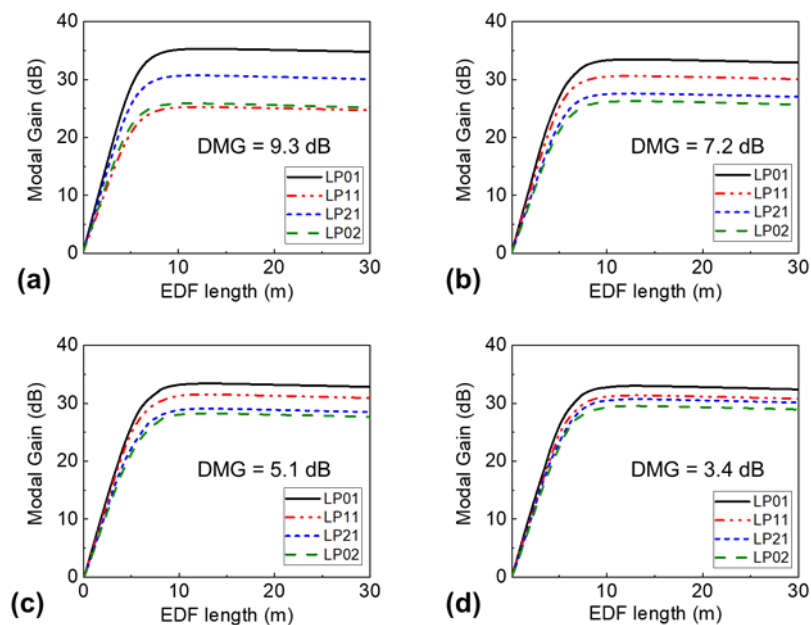 40
30
20
10
0
Modal Gain (dB)
DMG = 9.3 dB
LP01
LP11
LP21
LP02
0 10 20 30
EDF length (m)
(a)
40
30
20
10
0
Modal Gain (dB)
DMG = 7.2 dB
LP01
LP11
LP21
LP02
10 20 30
EDF length (m)
(b)
40
30
20
10
0
Modal Gain (dB)
DMG = 5.1 dB
LP01
LP11
LP21
LP02
0 10 20 30
EDF length (m)
(c)
40
30
20
10
0
Modal Gain (dB)
DMG = 3.4 dB
LP01
LP11
LP21
LP02
10 20 30
EDF length (m)
(d)